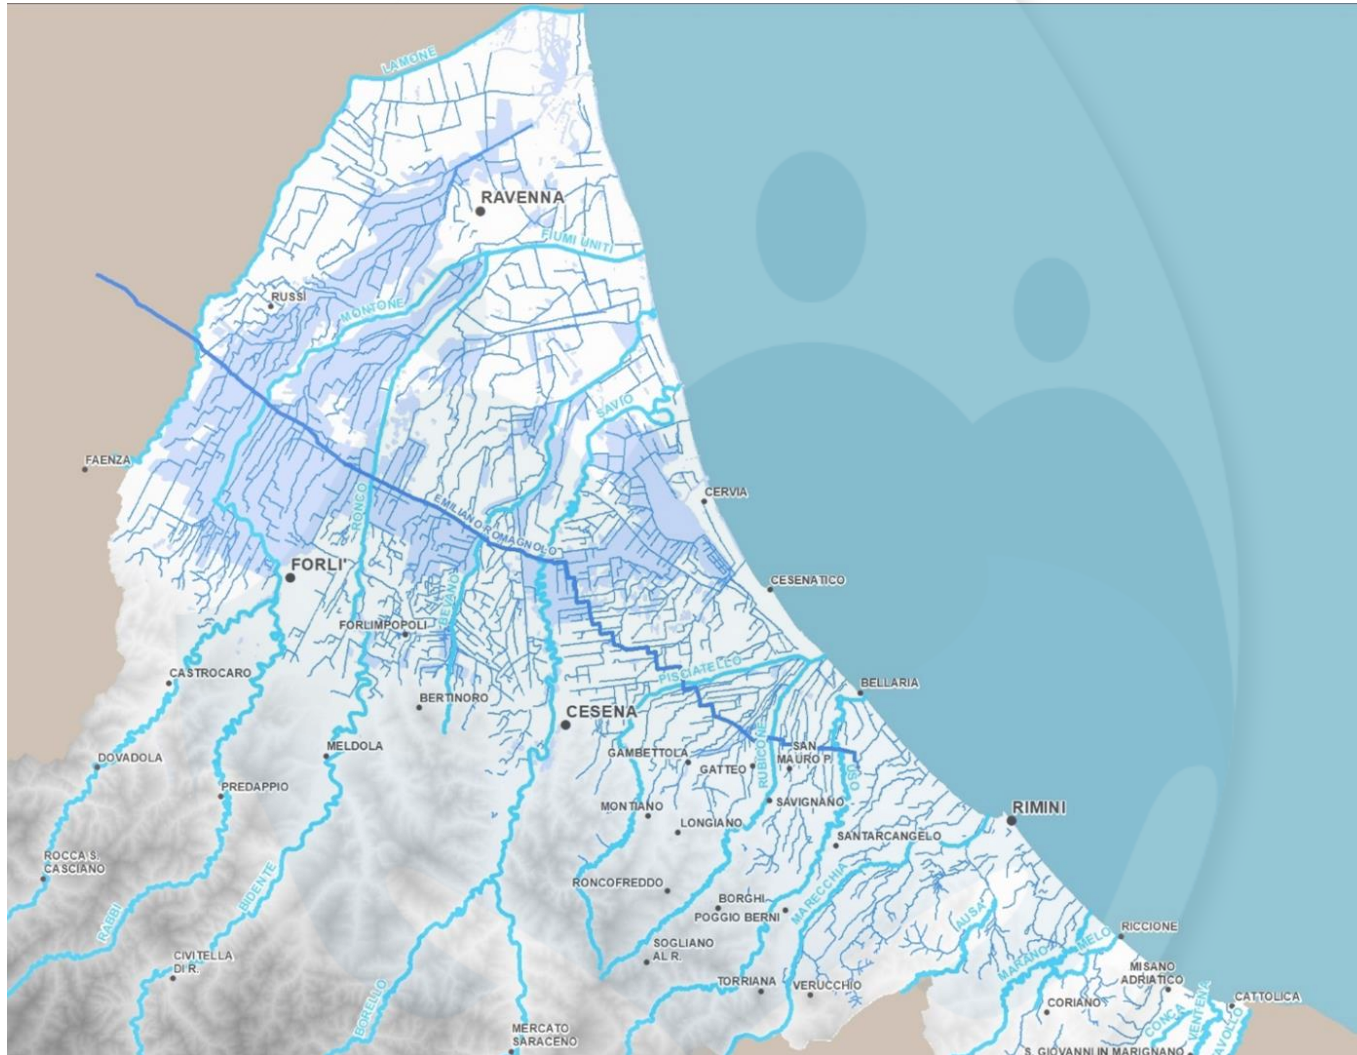 LAMONE
RAVENNA
FIUMI UNITI
RUSSI
MONTONE
SAVIO
FAENZA
CERVIA
RONCO
EMILIANO ROMAGNOLO
FORLI'
CESENATICO
BEVANO
FORLIMPOPOLI
PISCIATELLO
CASTROCARO
BELLARIA
BERTINORO
CESENA
DOVADOLA
MELDOLA
GAMBETTOLA
GATTEO
RUBICONE
SAN
MAURO P.
USO
PREDAPPIO
MONTIANO
SAVIGNANO
RIMINI
LONGIANO
SANTARCANGELO
ROCCA S.
CASCIANO
RONCOFREDDO
BIDENTE
BORGHI
POGGIO BERNI
MARECCHIA
RABBI
AUSA
RICCIONE
CIVITELLA
DI R.
SOGLIANO
AL R.
MARANO
MELO
MISANO
ADRIATICO
TORRIANA
VERUCCHIO
CORIANO
CATTOLICA
BORELLO
CONCA
VENTENA
TAVOLLO
MERCATO
SARACENO
S. GIOVANNI IN MARIGNANO